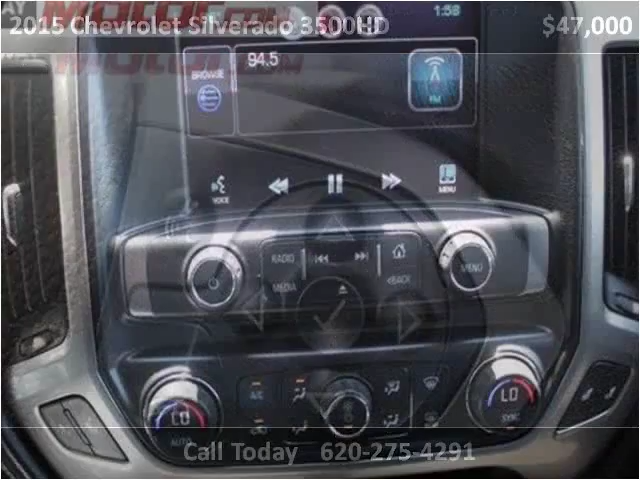 2015 Chevrolet Silverado 3500HD $47,000
1:58
94.5
BROWSE
FM
VOICE
MENU
RADIO
MENU
MEDIA
<BACK
A/C
LO
LO
AUTO
SYNC
Call Today 620-275-4291